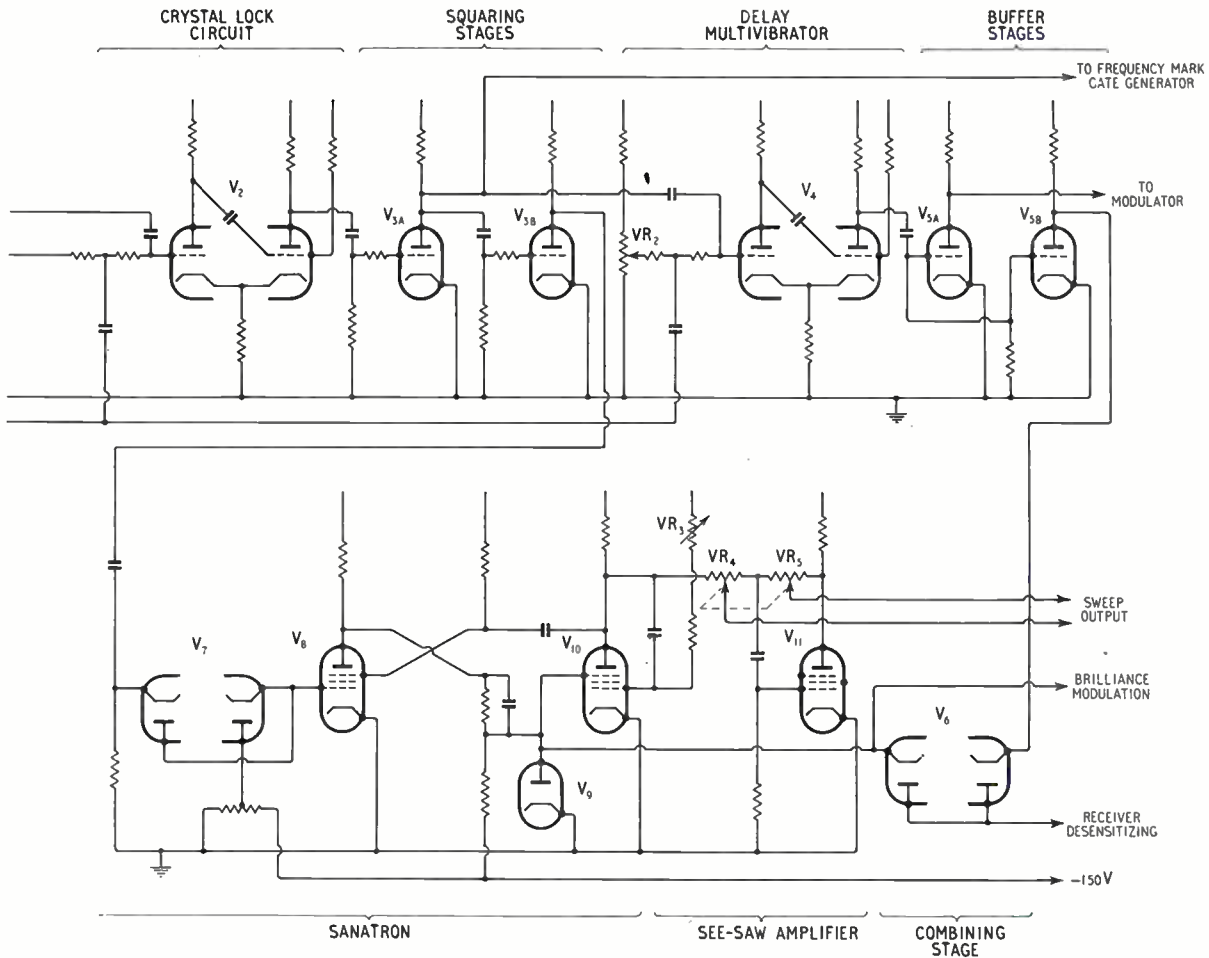 CRYSTAL LOCK
CIRCUIT
SQUARING
STAGES
DELAY
MULTIVIBRATOR
BUFFER
STAGES
TO FREQUENCY MARK
GATE GENERATOR
V2
V3A
V3B
VR2
V4
V5A
V5B
TO
MODULATOR
VR3
VR4
VR5
SWEEP
OUTPUT
V7
V8
V10
V11
BRILLIANCE
MODULATION
V6
V9
RECEIVER
DESENSITIZING
-150V
SANATRON
SEE-SAW AMPLIFIER
COMBINING
STAGE